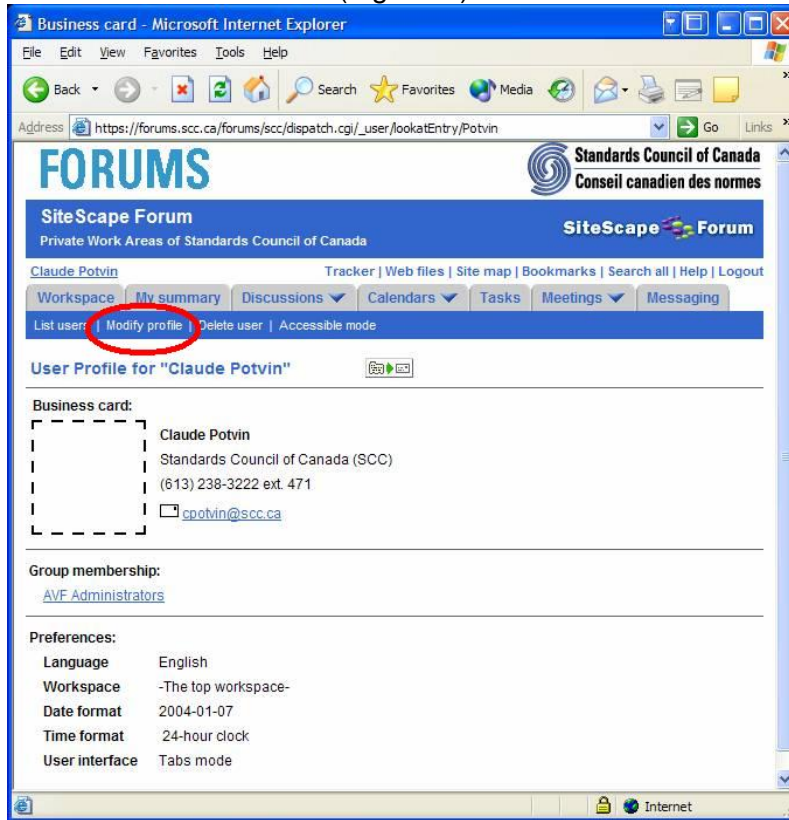 Business card - Microsoft Internet Explorer
File Edit View Favorites Tools Help
Back Search Favorites Media
Address https://forums.scc.ca/forums/scc/dispatch.cgi/_user/lookatEntry/Potvin Go Links
FORUMS
Standards Council of Canada
Conseil canadien des normes
SiteScape Forum
Private Work Areas of Standards Council of Canada
SiteScape Forum
Claude Potvin Tracker | Web files | Site map | Bookmarks | Search all | Help | Logout
Workspace My summary Discussions Calendars Tasks Meetings Messaging
List users | Modify profile | Delete user | Accessible mode
User Profile for "Claude Potvin"
Business card:
Claude Potvin
Standards Council of Canada (SCC)
(613) 238-3222 ext. 471
cpotvin@scc.ca
Group membership:
AVF Administrators
Preferences:
Language English
Workspace -The top workspace-
Date format 2004-01-07
Time format 24-hour clock
User interface Tabs mode
Internet